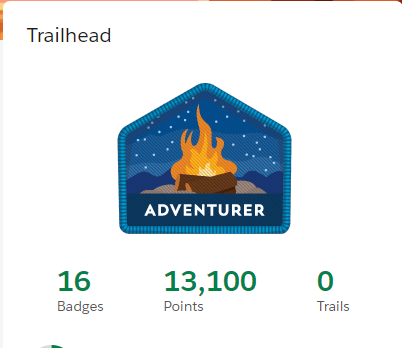 Trailhead
ADVENTURER
16 13,100 0
Badges Points Trails